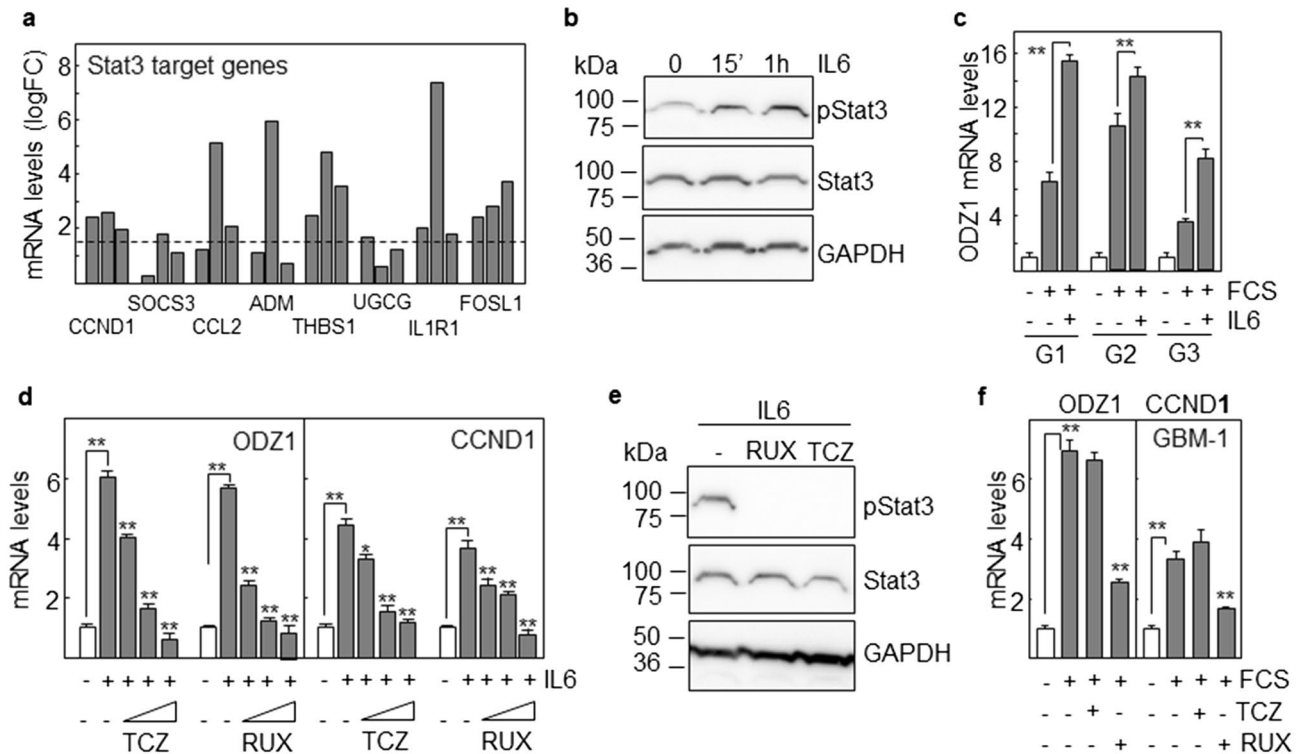 a
Stat3 target genes
mRNA levels (logFC)
8
6
4
2
SOCS3 ADM UGCG FOSL1
CCND1 CCL2 THBS1 IL1R1
b
kDa 0 15' 1h IL6
100
75
pStat3
100
75
Stat3
50
36
GAPDH
c
ODZ1 mRNA levels
16
12
8
4
** ** **
- + + - + + - + + FCS
- - + - - + - - + IL6
G1 G2 G3
d
mRNA levels
6
4
2
ODZ1 CCND1
** ** ** ** ** ** ** ** ** * ** ** ** ** ** **
- + + + + - + + + + - + + + + - + + + + IL6
- - - - - - - -
TCZ RUX TCZ RUX
e
IL6
kDa - RUX TCZ
100
75
pStat3
100
75
Stat3
50
36
GAPDH
f
ODZ1 CCND1
GBM-1
mRNA levels
6
4
2
** ** ** **
- + + + - + + + FCS
- - + - - - + - TCZ
- - - + - - - + RUX